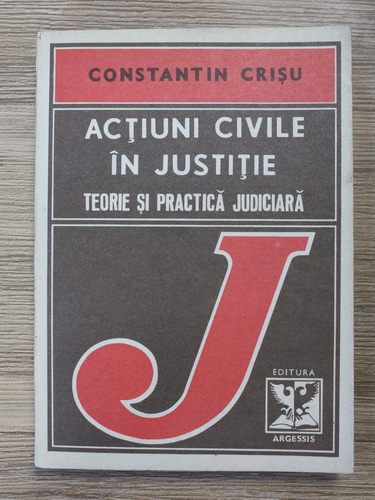 CONSTANTIN CRIȘU
ACȚIUNI CIVILE
ÎN JUSTIȚIE
TEORIE ȘI PRACTICĂ JUDICIARĂ
J
EDITURA
ARGESSIS